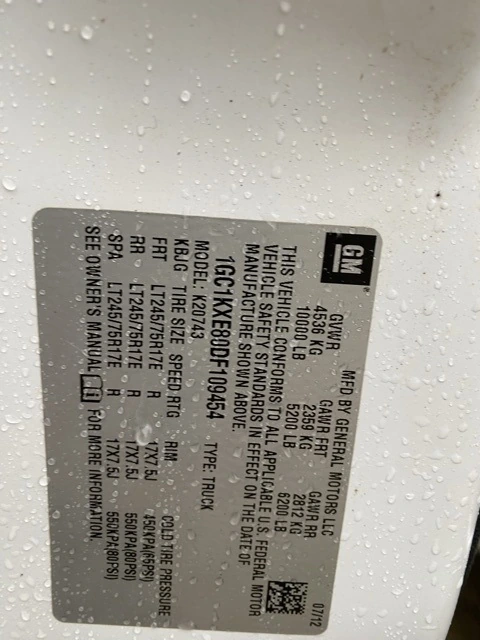 GM
MFD BY GENERAL MOTORS LLC 07/12
GVWR GAWR FRT GAWR RR
4536 KG 2359 KG 2812 KG
10000 LB 5200 LB 6200 LB
THIS VEHICLE CONFORMS TO ALL APPLICABLE U.S. FEDERAL MOTOR
VEHICLE SAFETY STANDARDS IN EFFECT ON THE DATE OF
MANUFACTURE SHOWN ABOVE.
1GC1KXE80DF109454 TYPE: TRUCK
MODEL: K20743
KBJG TIRE SIZE SPEED RTG RIM COLD TIRE PRESSURE
FRT LT245/75R17E R 17X7.5J 450KPA(65PSI)
RR LT245/75R17E R 17X7.5J 550KPA(80PSI)
SPA LT245/75R17E R 17X7.5J 550KPA(80PSI)
SEE OWNER'S MANUAL FOR MORE INFORMATION.